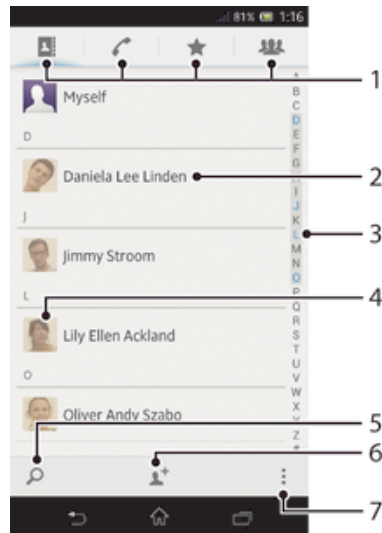 81% 1:16
1
Myself
D
Daniela Lee Linden
2
J
Jimmy Stroom
3
L
4
Lily Ellen Ackland
O
Oliver Andy Szabo
5
6
7
A
B
C
D
E
F
G
H
I
J
K
L
M
N
O
P
Q
R
S
T
U
V
W
X
Y
Z
#